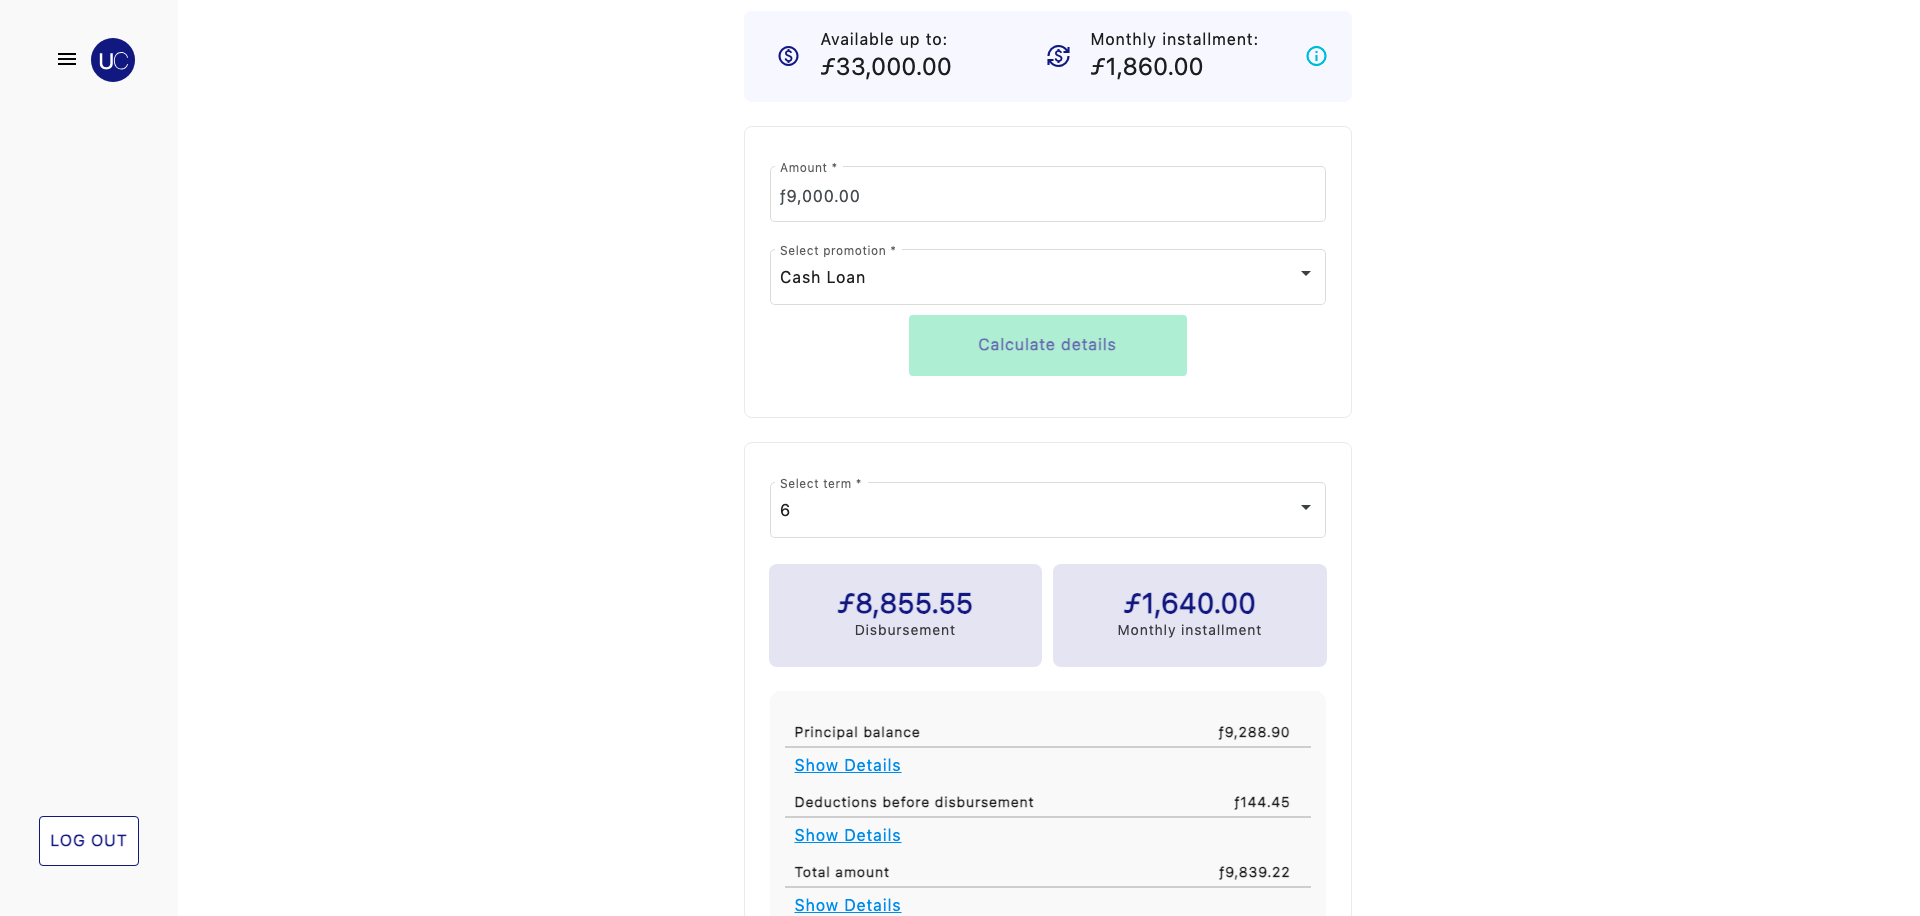 UC
Available up to:
ƒ33,000.00
Monthly installment:
ƒ1,860.00
Amount *
ƒ9,000.00
Select promotion *
Cash Loan
Calculate details
Select term *
6
ƒ8,855.55
Disbursement
ƒ1,640.00
Monthly installment
Principal balance ƒ9,288.90
Show Details
Deductions before disbursement ƒ144.45
Show Details
Total amount ƒ9,839.22
Show Details
LOG OUT